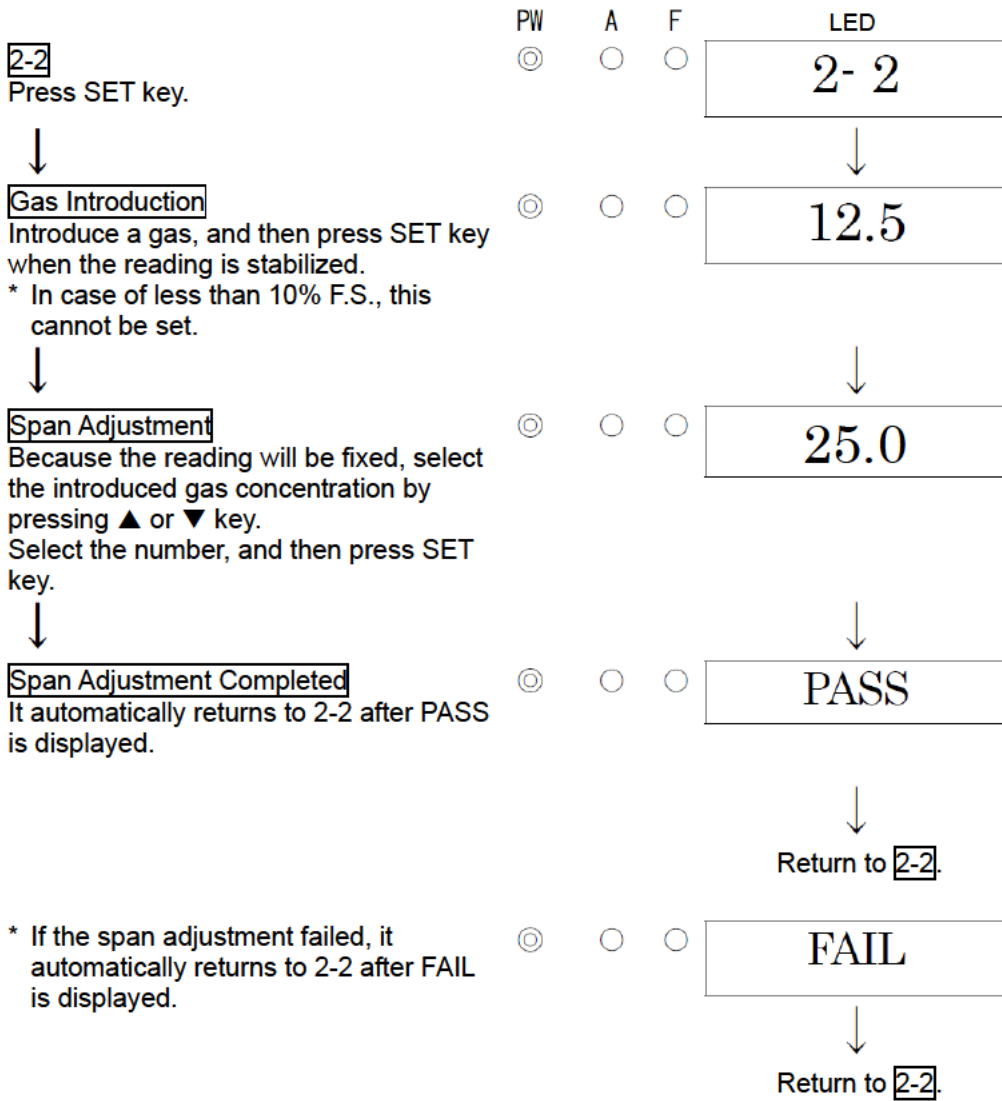 PW A F LED
2-2
2- 2
Press SET key.
Gas Introduction
12.5
Introduce a gas, and then press SET key
when the reading is stabilized.
* In case of less than 10% F.S., this
cannot be set.
Span Adjustment
25.0
Because the reading will be fixed, select
the introduced gas concentration by
pressing ▲ or ▼ key.
Select the number, and then press SET
key.
Span Adjustment Completed
PASS
It automatically returns to 2-2 after PASS
is displayed.
Return to 2-2.
* If the span adjustment failed, it
automatically returns to 2-2 after FAIL
is displayed.
FAIL
Return to 2-2.